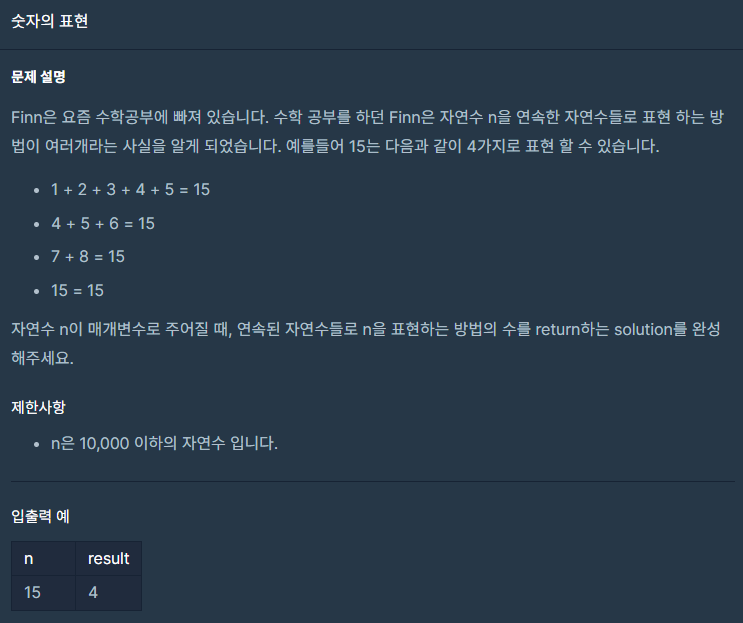 숫자의 표현
문제 설명
Finn은 요즘 수학공부에 빠져 있습니다. 수학 공부를 하던 Finn은 자연수 n을 연속한 자연수들로 표현 하는 방
법이 여러개라는 사실을 알게 되었습니다. 예를들어 15는 다음과 같이 4가지로 표현 할 수 있습니다.
• 1 + 2 + 3 + 4 + 5 = 15
• 4 + 5 + 6 = 15
• 7 + 8 = 15
• 15 = 15
자연수 n이 매개변수로 주어질 때, 연속된 자연수들로 n을 표현하는 방법의 수를 return하는 solution를 완성
해주세요.
제한사항
• n은 10,000 이하의 자연수 입니다.
입출력 예
n result
15 4